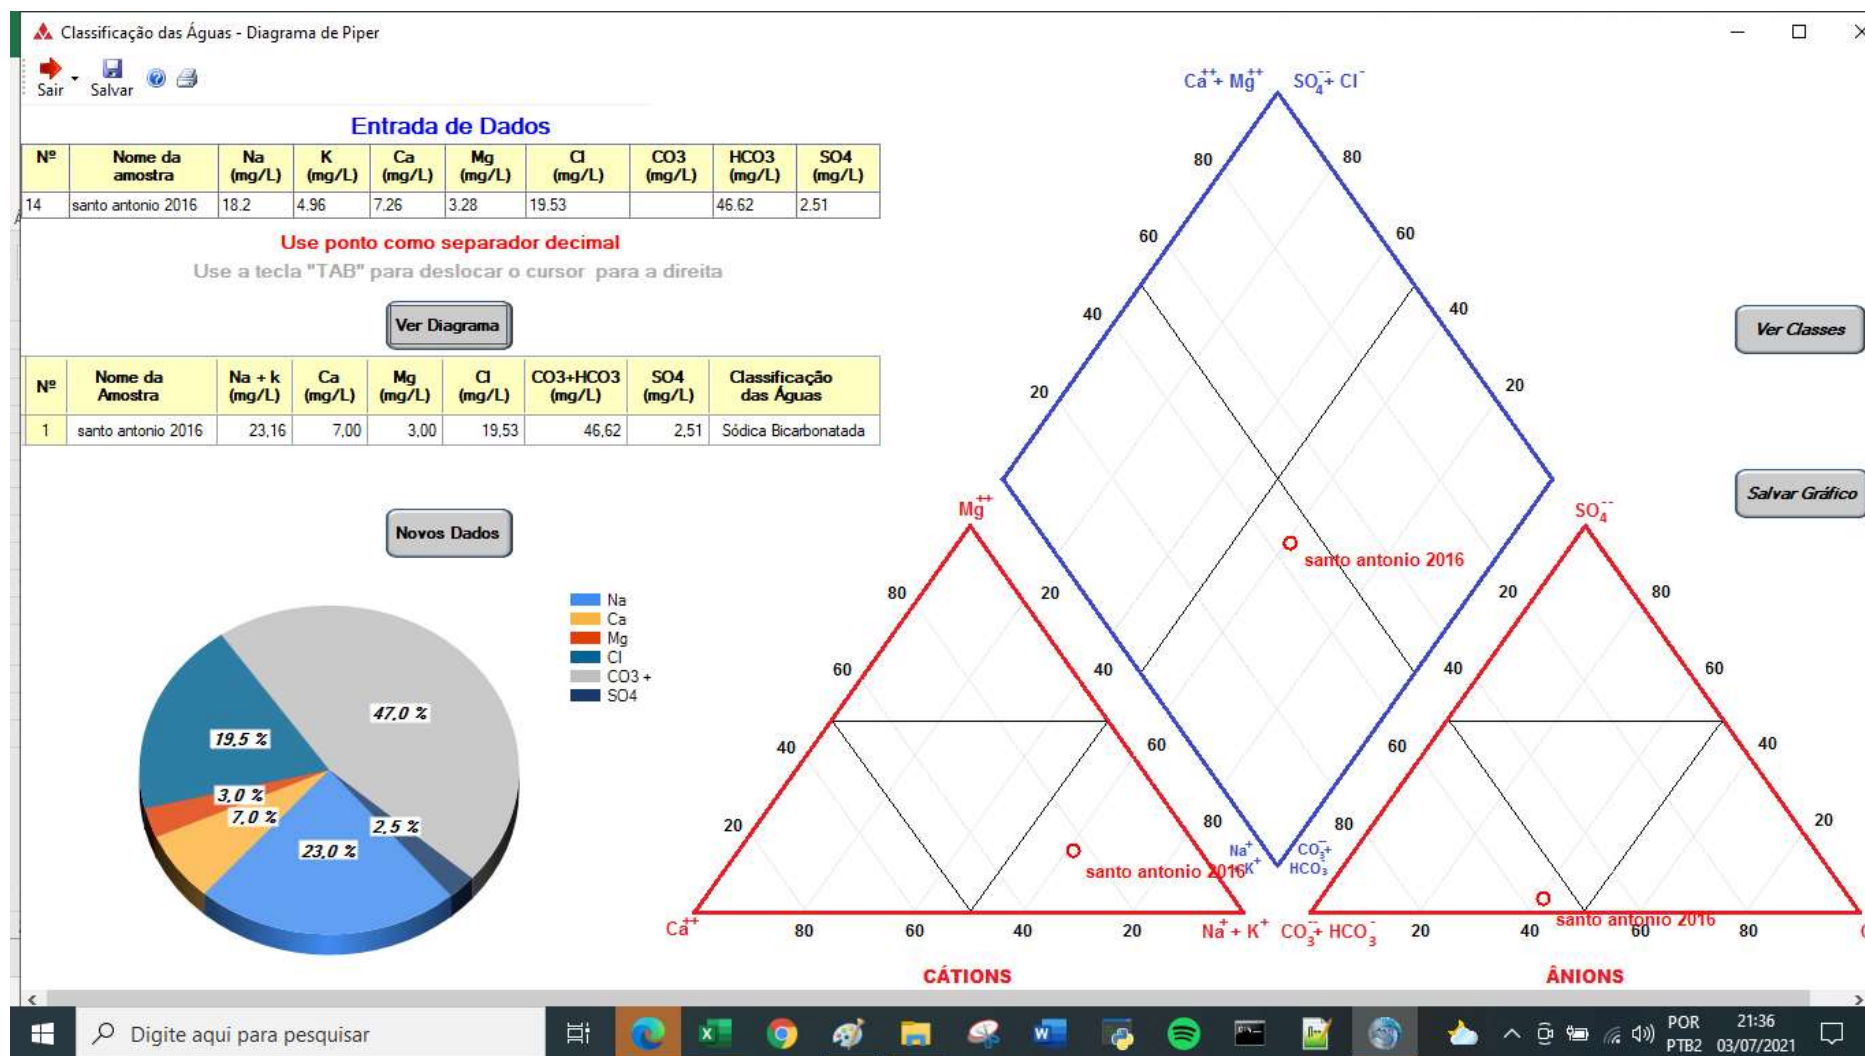 Classificação das Águas - Diagrama de Piper
Sair
Salvar
Entrada de Dados
Nº Nome da amostra Na (mg/L) K (mg/L) Ca (mg/L) Mg (mg/L) Cl (mg/L) CO3 (mg/L) HCO3 (mg/L) SO4 (mg/L)
14 santo antonio 2016 18.2 4.96 7.26 3.28 19.53 46.62 2.51
Use ponto como separador decimal
Use a tecla "TAB" para deslocar o cursor para a direita
Ver Diagrama
Nº Nome da Amostra Na + k (mg/L) Ca (mg/L) Mg (mg/L) Cl (mg/L) CO3+HCO3 (mg/L) SO4 (mg/L) Classificação das Águas
1 santo antonio 2016 23,16 7,00 3,00 19,53 46,62 2,51 Sódica Bicarbonatada
Novos Dados
Na
Ca
Mg
Cl
CO3 +
SO4
47,0 %
19,5 %
3,0 %
7,0 %
2,5 %
23,0 %
Ca⁺⁺+ Mg⁺⁺ SO₄⁻⁻+ Cl⁻
80 80
60 60
40 40
20 20
santo antonio 2016
Na⁺ + K⁺ CO₃⁻⁻+ HCO₃⁻
Mg⁺⁺
80 20
60 40
40 60
20 80
santo antonio 2016
Ca⁺⁺ 80 60 40 20 Na⁺ + K⁺
CÁTIONS
SO₄⁻⁻
20 80
40 60
60 40
80 20
santo antonio 2016
CO₃⁻⁻+ HCO₃⁻ 20 40 60 80
ÂNIONS
Ver Classes
Salvar Gráfico
Digite aqui para pesquisar
POR
PTB2
21:36
03/07/2021